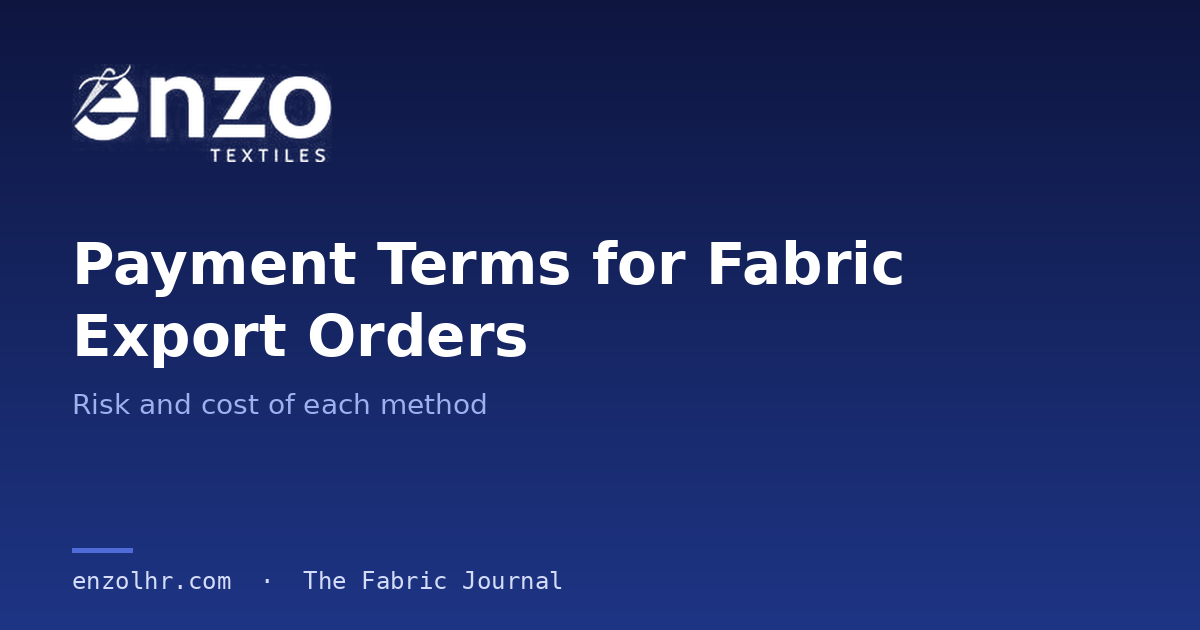 enzo
TEXTILES
Payment Terms for Fabric
Export Orders
Risk and cost of each method
enzolhr.com · The Fabric Journal